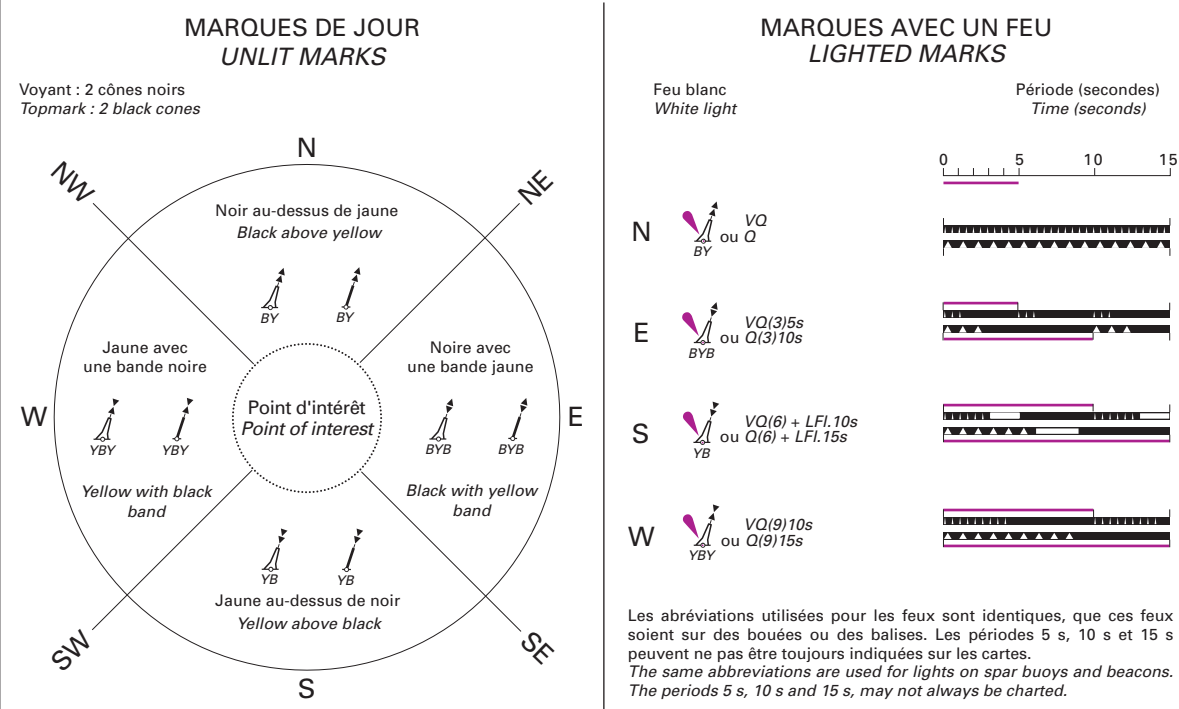 MARQUES DE JOUR
UNLIT MARKS
Voyant : 2 cônes noirs
Topmark : 2 black cones
N
NW
NE
Noir au-dessus de jaune
Black above yellow
BY
BY
Jaune avec
une bande noire
Noire avec
une bande jaune
W
Point d'intérêt
Point of interest
E
YBY
YBY
BYB
BYB
Yellow with black
band
Black with yellow
band
YB
YB
Jaune au-dessus de noir
Yellow above black
SW
SE
S
MARQUES AVEC UN FEU
LIGHTED MARKS
Feu blanc
White light
Période (secondes)
Time (seconds)
0 5 10 15
N
VQ
ou Q
BY
E
VQ(3)5s
ou Q(3)10s
BYB
S
VQ(6) + LFl.10s
ou Q(6) + LFl.15s
YB
W
VQ(9)10s
ou Q(9)15s
YBY
Les abréviations utilisées pour les feux sont identiques, que ces feux
soient sur des bouées ou des balises. Les périodes 5 s, 10 s et 15 s
peuvent ne pas être toujours indiquées sur les cartes.
The same abbreviations are used for lights on spar buoys and beacons.
The periods 5 s, 10 s and 15 s, may not always be charted.